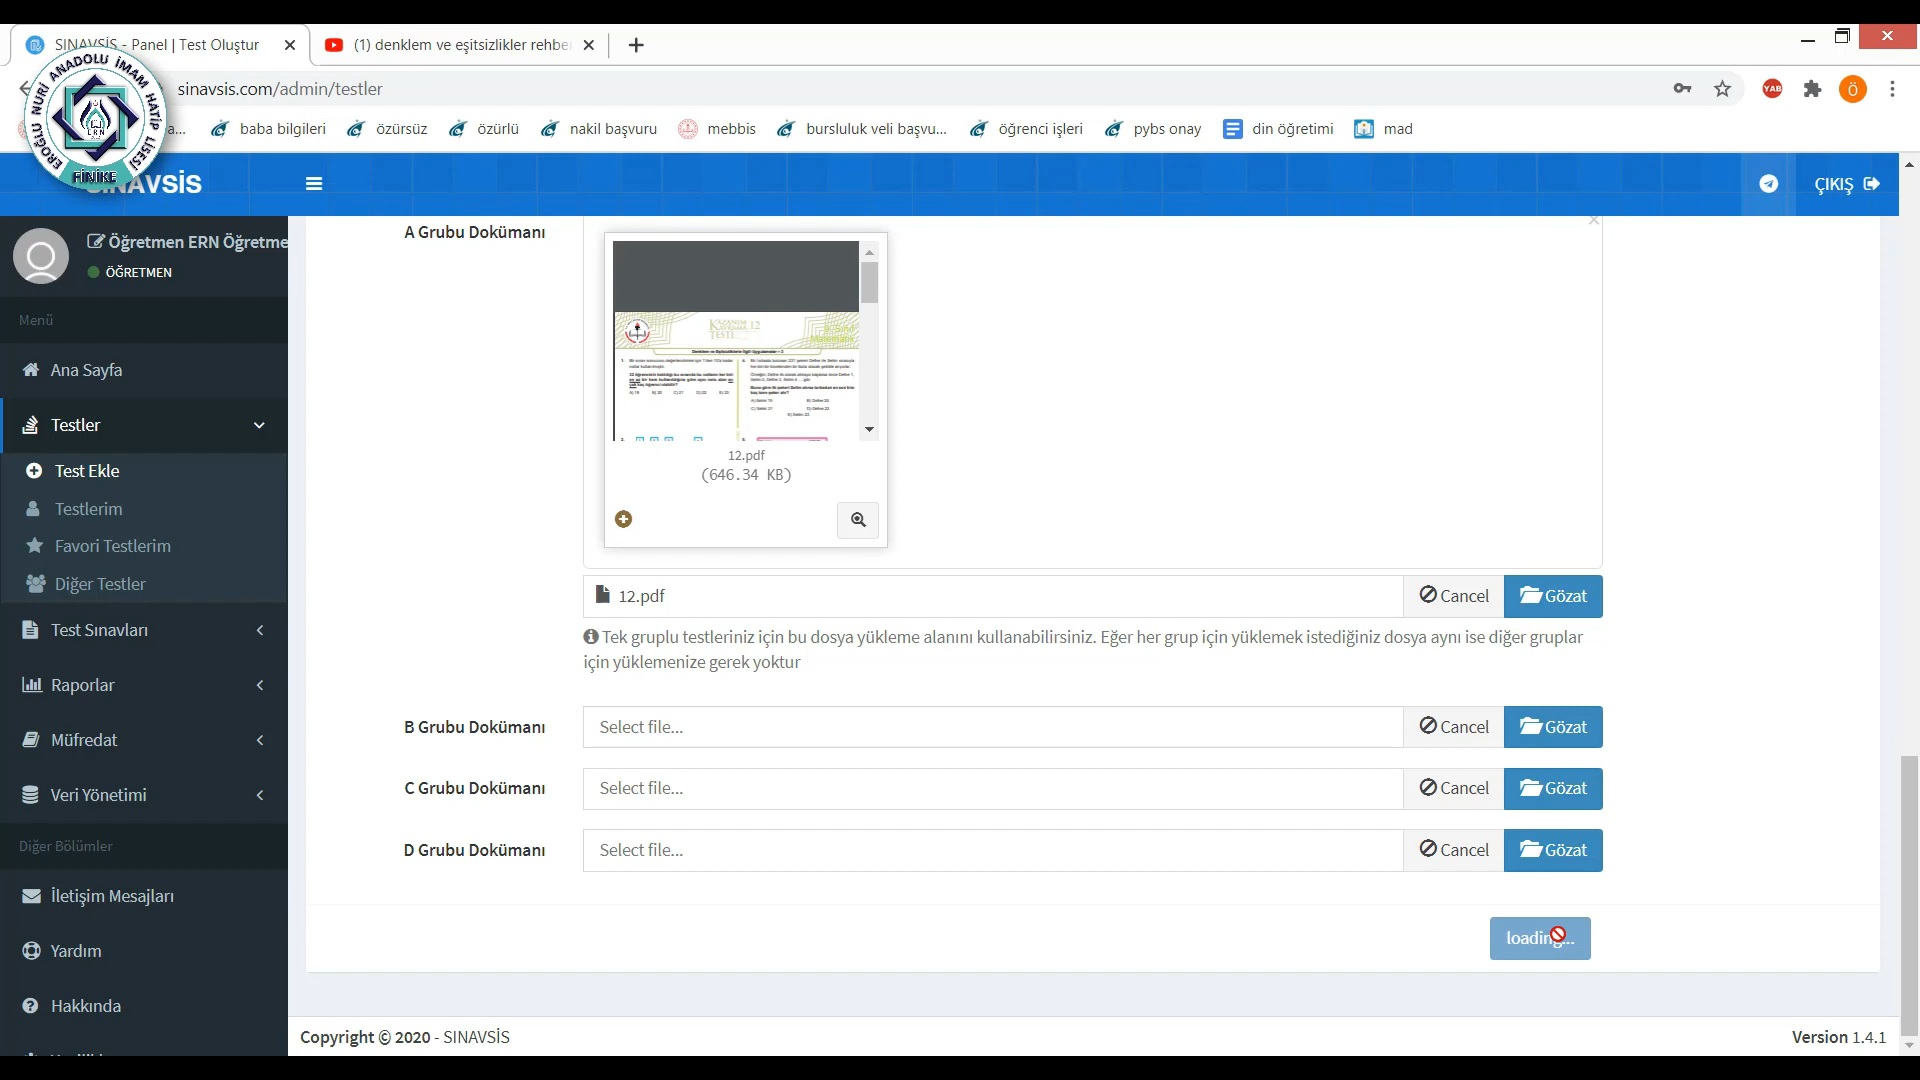 SINAVSİS - Panel | Test Oluştur
(1) denklem ve eşitsizlikler rehbe
sinavsis.com/admin/testler
YAB
Ö
a...
baba bilgileri
özürsüz
özürlü
nakil başvuru
mebbis
bursluluk veli başvu...
öğrenci işleri
pybs onay
din öğretimi
mad
EROĞLU NURİ ANADOLU İMAM HATİP LİSESİ
ERN
FİNİKE
SINAVSİS
ÇIKIŞ
Öğretmen ERN Öğretme
ÖĞRETMEN
Menü
Ana Sayfa
Testler
Test Ekle
Testlerim
Favori Testlerim
Diğer Testler
Test Sınavları
Raporlar
Müfredat
Veri Yönetimi
Diğer Bölümler
İletişim Mesajları
Yardım
Hakkında
A Grubu Dokümanı
12.pdf
(646.34 KB)
12.pdf
Cancel
Gözat
Tek gruplu testleriniz için bu dosya yükleme alanını kullanabilirsiniz. Eğer her grup için yüklemek istediğiniz dosya aynı ise diğer gruplar
için yüklemenize gerek yoktur
B Grubu Dokümanı
Select file...
Cancel
Gözat
C Grubu Dokümanı
Select file...
Cancel
Gözat
D Grubu Dokümanı
Select file...
Cancel
Gözat
loading...
Copyright © 2020 - SINAVSİS
Version 1.4.1